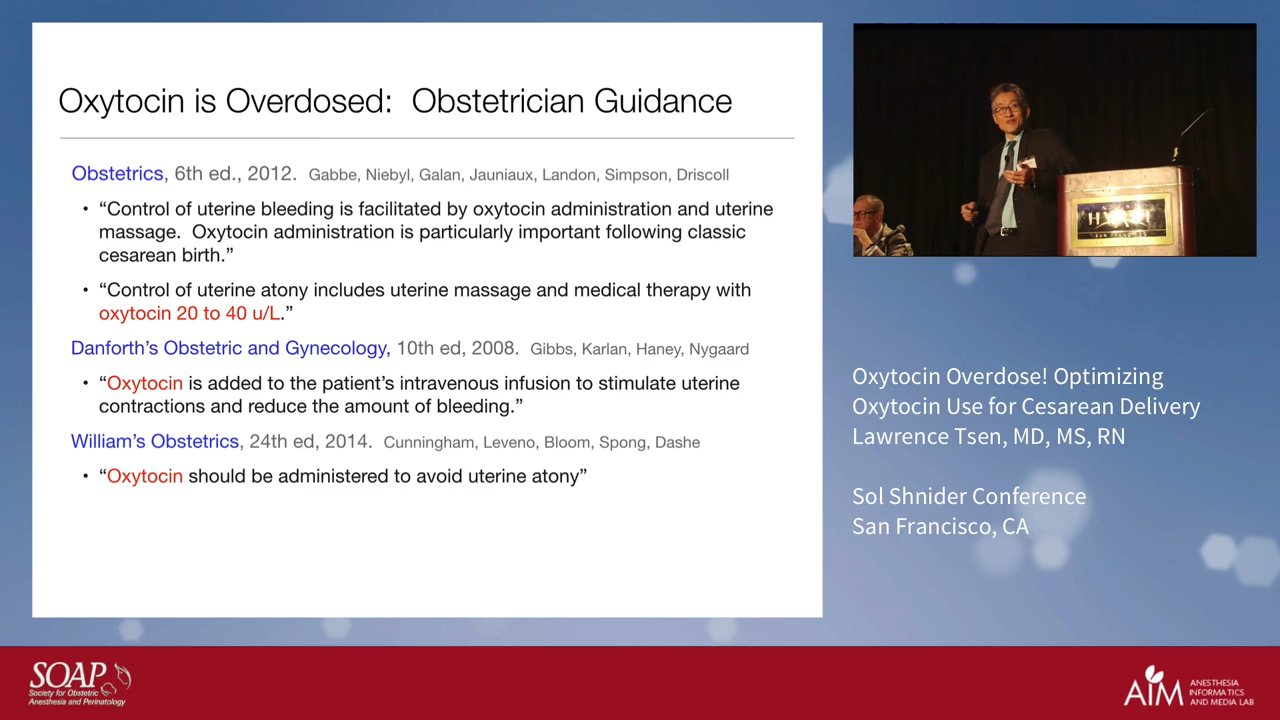 Oxytocin is Overdosed: Obstetrician Guidance
Obstetrics, 6th ed., 2012. Gabbe, Niebyl, Galan, Jauniaux, Landon, Simpson, Driscoll
• “Control of uterine bleeding is facilitated by oxytocin administration and uterine
massage. Oxytocin administration is particularly important following classic
cesarean birth.”
• “Control of uterine atony includes uterine massage and medical therapy with
oxytocin 20 to 40 u/L.”
Danforth’s Obstetric and Gynecology, 10th ed, 2008. Gibbs, Karlan, Haney, Nygaard
• “Oxytocin is added to the patient’s intravenous infusion to stimulate uterine
contractions and reduce the amount of bleeding.”
William’s Obstetrics, 24th ed, 2014. Cunningham, Leveno, Bloom, Spong, Dashe
• “Oxytocin should be administered to avoid uterine atony”
HYATT
Oxytocin Overdose! Optimizing
Oxytocin Use for Cesarean Delivery
Lawrence Tsen, MD, MS, RN
Sol Shnider Conference
San Francisco, CA
SOAP
Society for Obstetric
Anesthesia and Perinatology
AIM
ANESTHESIA
INFORMATICS
AND MEDIA LAB